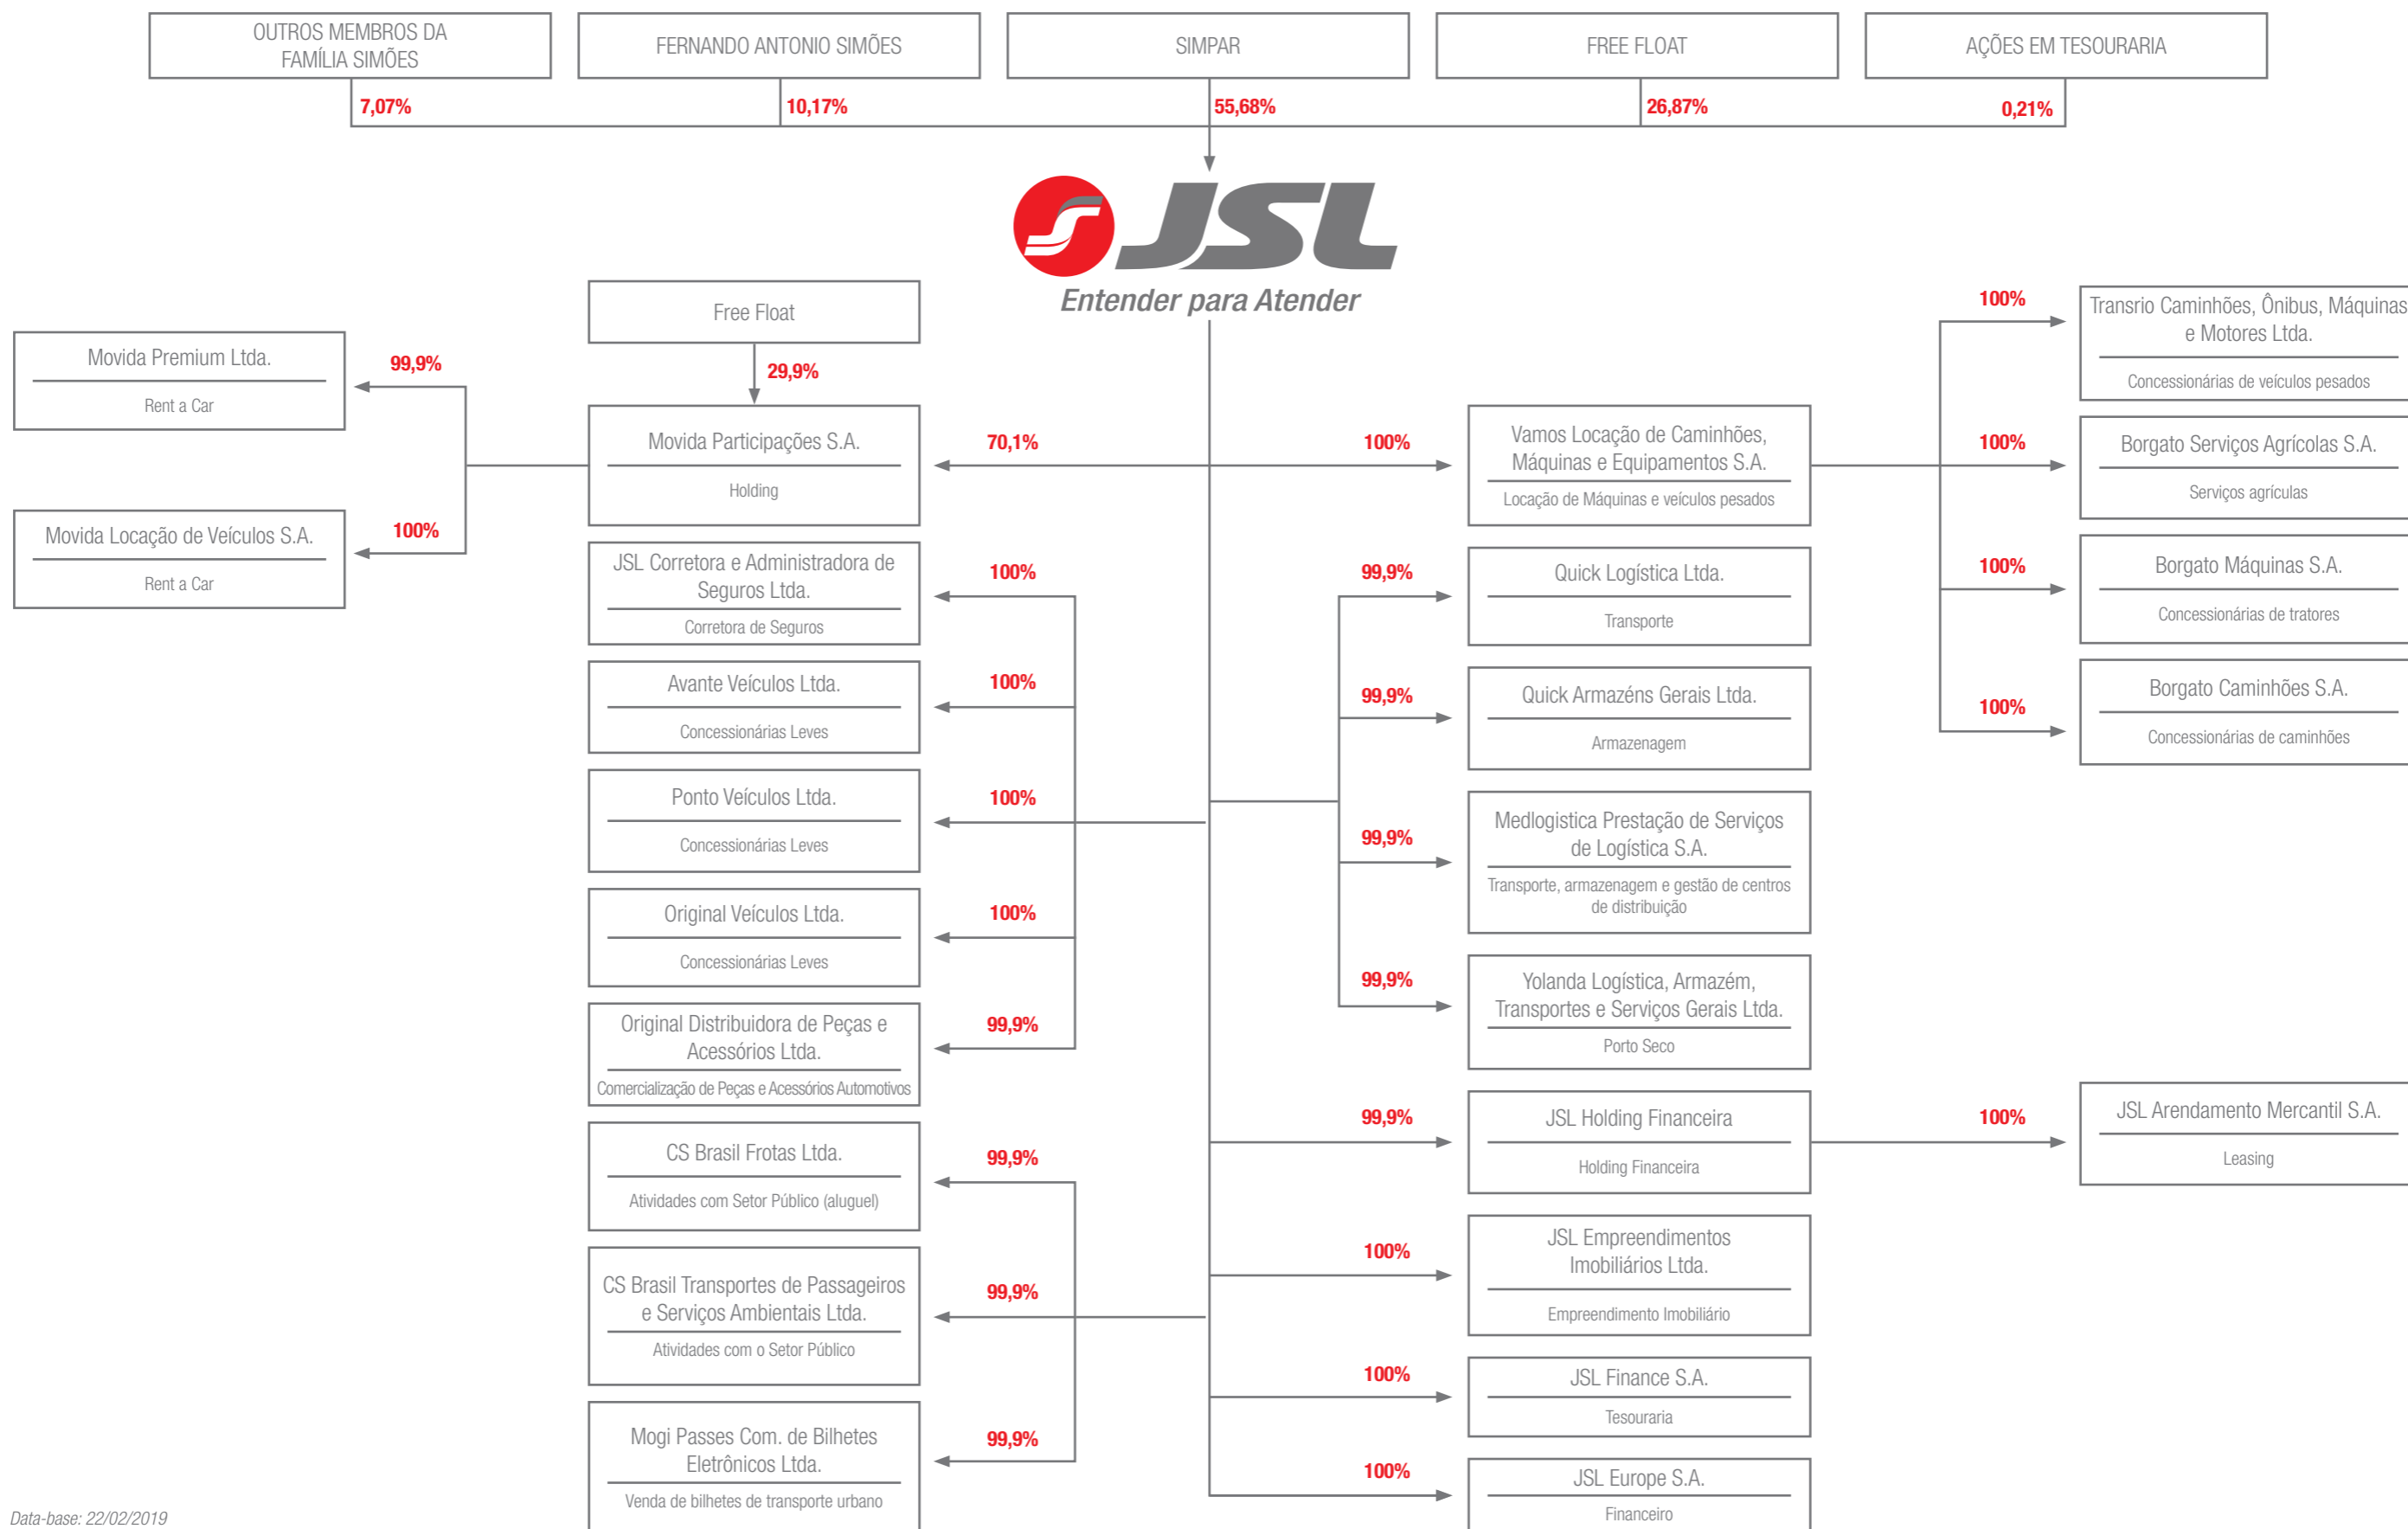 OUTROS MEMBROS DA
FAMÍLIA SIMÕES
FERNANDO ANTONIO SIMÕES
SIMPAR
FREE FLOAT
AÇÕES EM TESOURARIA
7,07%
10,17%
55,68%
26,87%
0,21%
JSL
Entender para Atender
Free Float
29,9%
Movida Premium Ltda.
Rent a Car
99,9%
Movida Locação de Veículos S.A.
Rent a Car
100%
Movida Participações S.A.
Holding
70,1%
JSL Corretora e Administradora de
Seguros Ltda.
Corretora de Seguros
100%
Avante Veículos Ltda.
Concessionárias Leves
100%
Ponto Veículos Ltda.
Concessionárias Leves
100%
Original Veículos Ltda.
Concessionárias Leves
100%
Original Distribuidora de Peças e
Acessórios Ltda.
Comercialização de Peças e Acessórios Automotivos
99,9%
CS Brasil Frotas Ltda.
Atividades com Setor Público (aluguel)
99,9%
CS Brasil Transportes de Passageiros
e Serviços Ambientais Ltda.
Atividades com o Setor Público
99,9%
Mogi Passes Com. de Bilhetes
Eletrônicos Ltda.
Venda de bilhetes de transporte urbano
99,9%
100%
Vamos Locação de Caminhões,
Máquinas e Equipamentos S.A.
Locação de Máquinas e veículos pesados
99,9%
Quick Logística Ltda.
Transporte
99,9%
Quick Armazéns Gerais Ltda.
Armazenagem
99,9%
Medlogistica Prestação de Serviços
de Logística S.A.
Transporte, armazenagem e gestão de centros
de distribuição
99,9%
Yolanda Logística, Armazém,
Transportes e Serviços Gerais Ltda.
Porto Seco
99,9%
JSL Holding Financeira
Holding Financeira
100%
JSL Empreendimentos
Imobiliários Ltda.
Empreendimento Imobiliário
100%
JSL Finance S.A.
Tesouraria
100%
JSL Europe S.A.
Financeiro
100%
Transrio Caminhões, Ônibus, Máquinas
e Motores Ltda.
Concessionárias de veículos pesados
100%
Borgato Serviços Agrícolas S.A.
Serviços agrículas
100%
Borgato Máquinas S.A.
Concessionárias de tratores
100%
Borgato Caminhões S.A.
Concessionárias de caminhões
100%
JSL Arendamento Mercantil S.A.
Leasing
Data-base: 22/02/2019